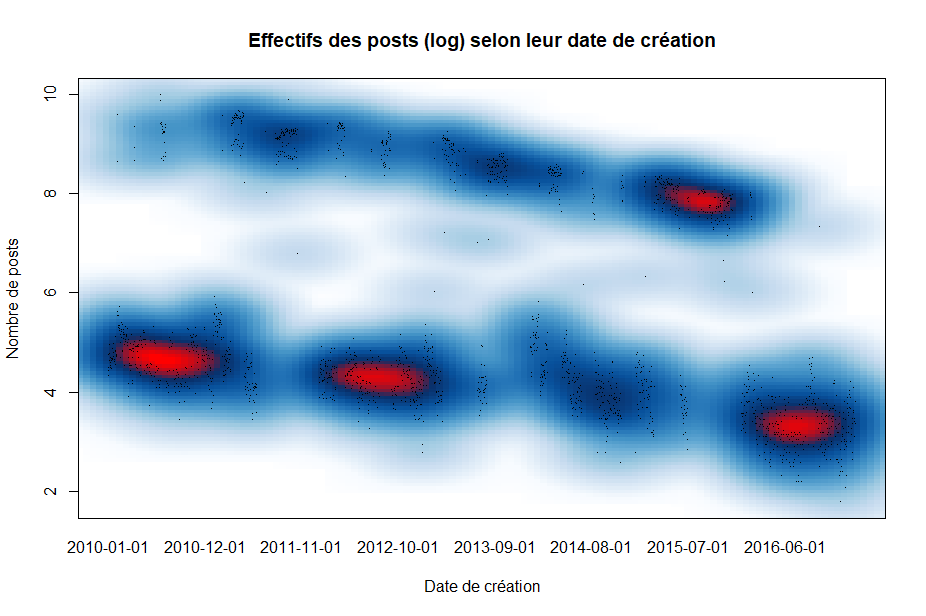 Effectifs des posts (log) selon leur date de création
Nombre de posts
10
8
6
4
2
2010-01-01 2010-12-01 2011-11-01 2012-10-01 2013-09-01 2014-08-01 2015-07-01 2016-06-01
Date de création